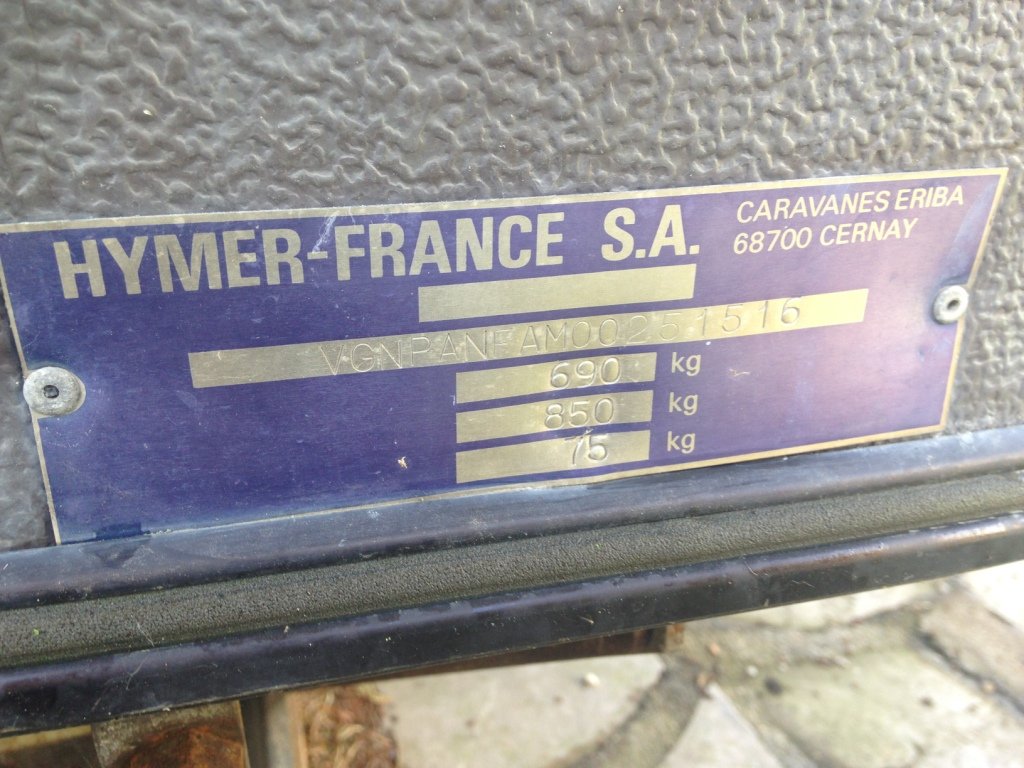 HYMER-FRANCE S.A.
CARAVANES ERIBA
68700 CERNAY
VGNPANFAM00251516
690 kg
850 kg
75 kg